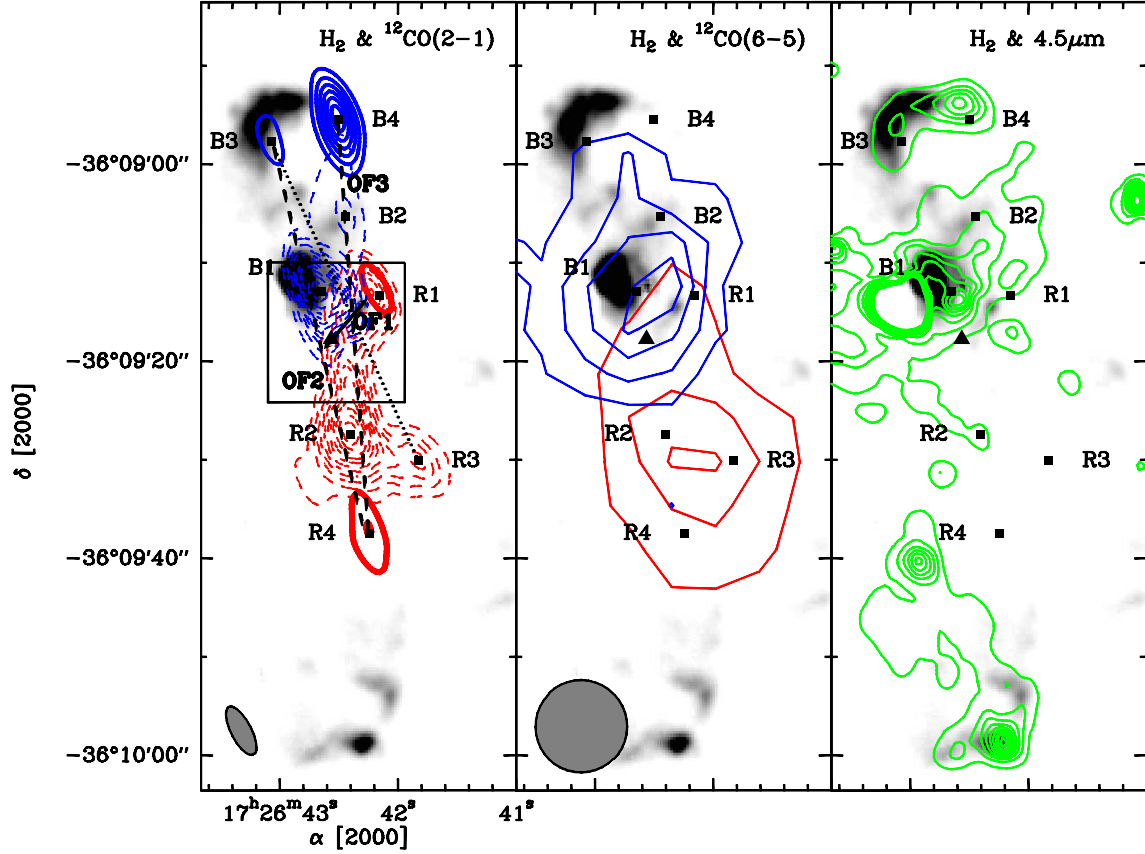 H₂ & ¹²CO(2−1)
H₂ & ¹²CO(6−5)
H₂ & 4.5μm
B3
B4
OF3
B2
B1
R1
OF1
OF2
R2
R3
R4
B4
B3
B2
B1
R1
R2
R3
R4
B4
B3
B2
B1
R1
R2
R3
R4
−36°09′00″
−36°09′20″
−36°09′40″
−36°10′00″
δ [2000]
17ʰ26ᵐ43ˢ
42ˢ
41ˢ
α [2000]